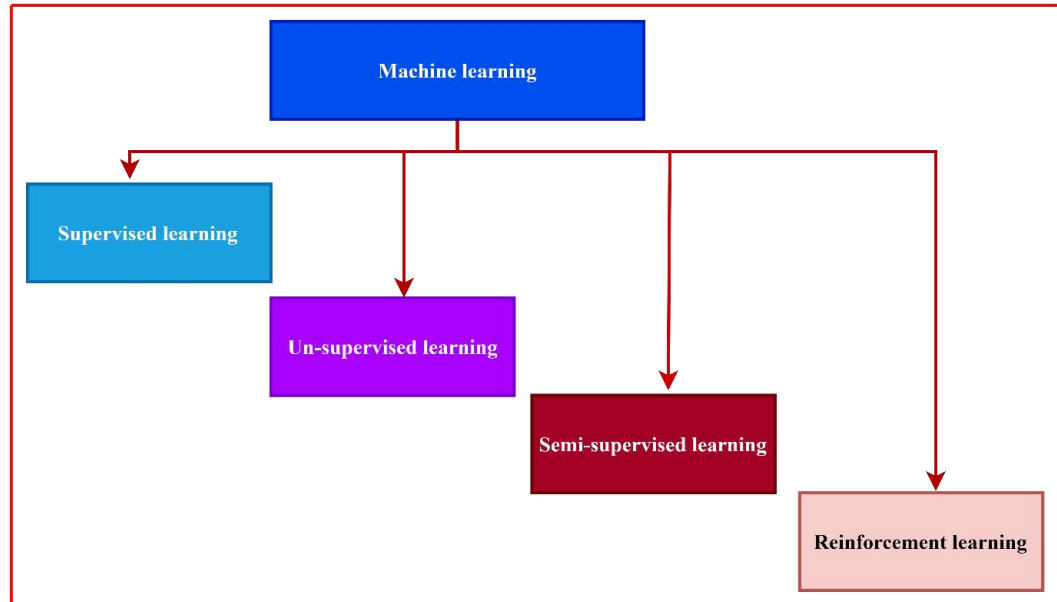 Machine learning
Supervised learning
Un-supervised learning
Semi-supervised learning
Reinforcement learning